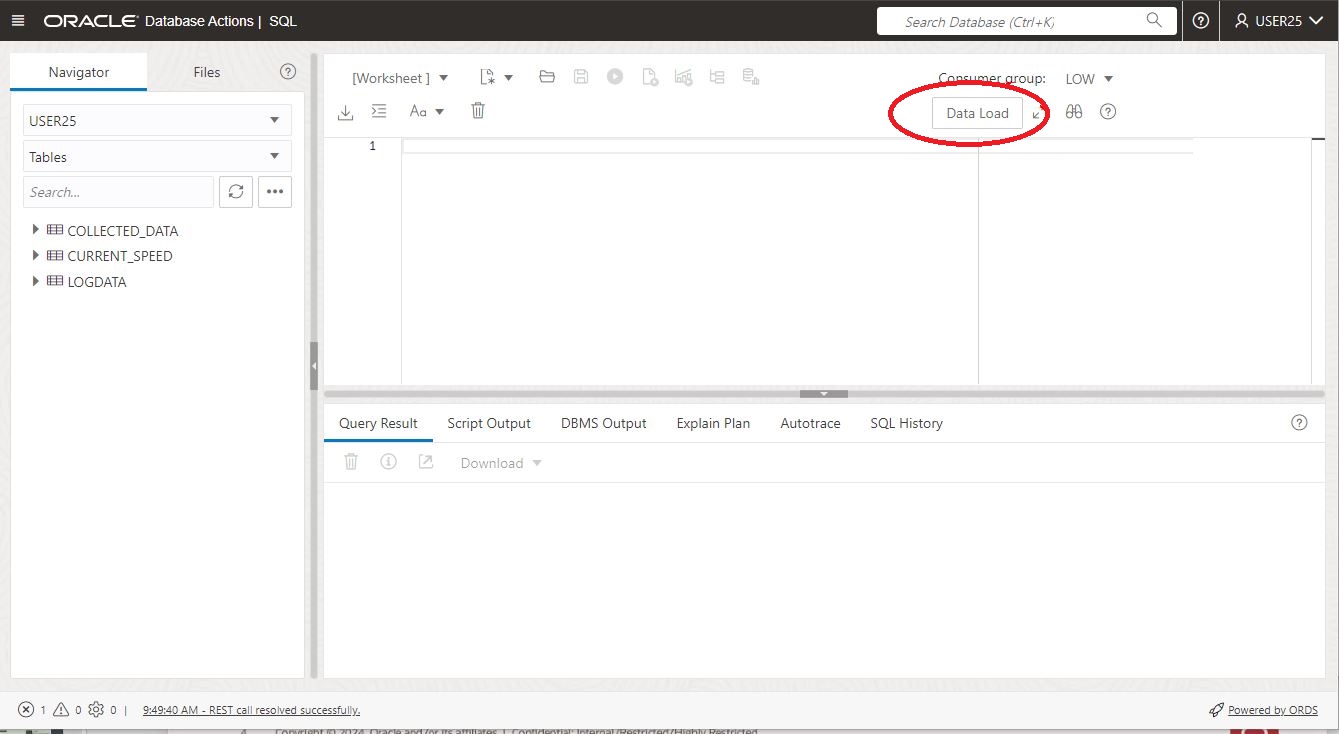 ORACLE Database Actions | SQL
Search Database (Ctrl+K)
USER25
Navigator
Files
USER25
Tables
Search...
COLLECTED_DATA
CURRENT_SPEED
LOGDATA
[Worksheet ]
Consumer group: LOW
Aa
Data Load
1
Query Result
Script Output
DBMS Output
Explain Plan
Autotrace
SQL History
Download
1
0
0 |
9:49:40 AM - REST call resolved successfully.
Powered by ORDS
4 Copyright © 2024, Oracle and/or its affiliates | Confidential: Internal/Restricted/Highly Restricted